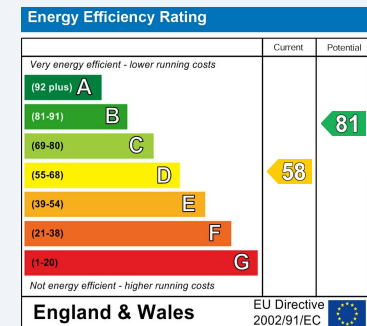 Energy Efficiency Rating
Current Potential
Very energy efficient - lower running costs
(92 plus) A
(81-91) B
81
(69-80) C
(55-68) D
58
(39-54) E
(21-38) F
(1-20) G
Not energy efficient - higher running costs
England & Wales
EU Directive
2002/91/EC